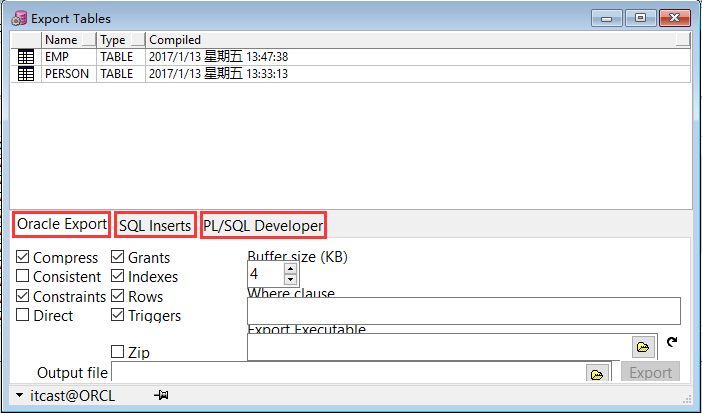 Export Tables
Name Type Compiled
EMP TABLE 2017/1/13 星期五 13:47:38
PERSON TABLE 2017/1/13 星期五 13:33:13
Oracle Export SQL Inserts PL/SQL Developer
Compress Grants Buffer size (KB)
Consistent Indexes 4
Constraints Rows Where clause
Direct Triggers
Export Executable
Zip
Output file Export
itcast@ORCL